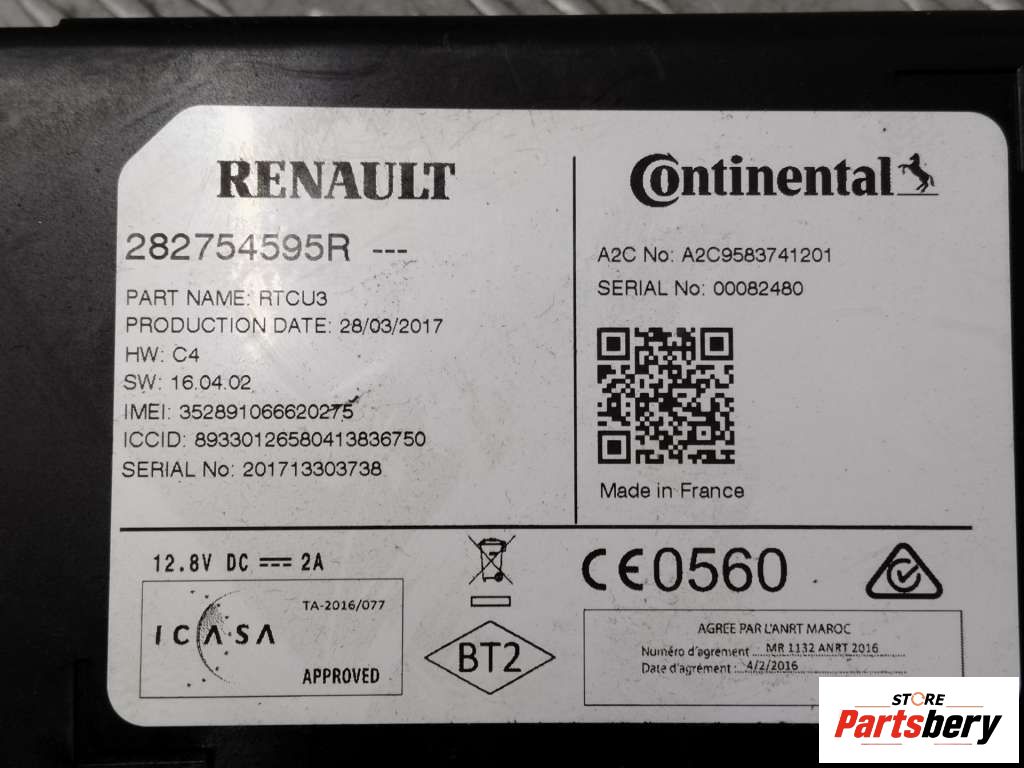 RENAULT
282754595R ---
PART NAME: RTCU3
PRODUCTION DATE: 28/03/2017
HW: C4
SW: 16.04.02
IMEI: 352891066620275
ICCID: 89330126580413836750
SERIAL No: 201713303738
Continental
A2C No: A2C9583741201
SERIAL No: 00082480
Made in France
12.8V DC 2A
TA-2016/077
ICASA
APPROVED
BT2
CE0560
AGREE PAR L'ANRT MAROC
Numéro d'agrement : MR 1132 ANRT 2016
Date d'agrément : 4/2/2016
STORE
Partsbery